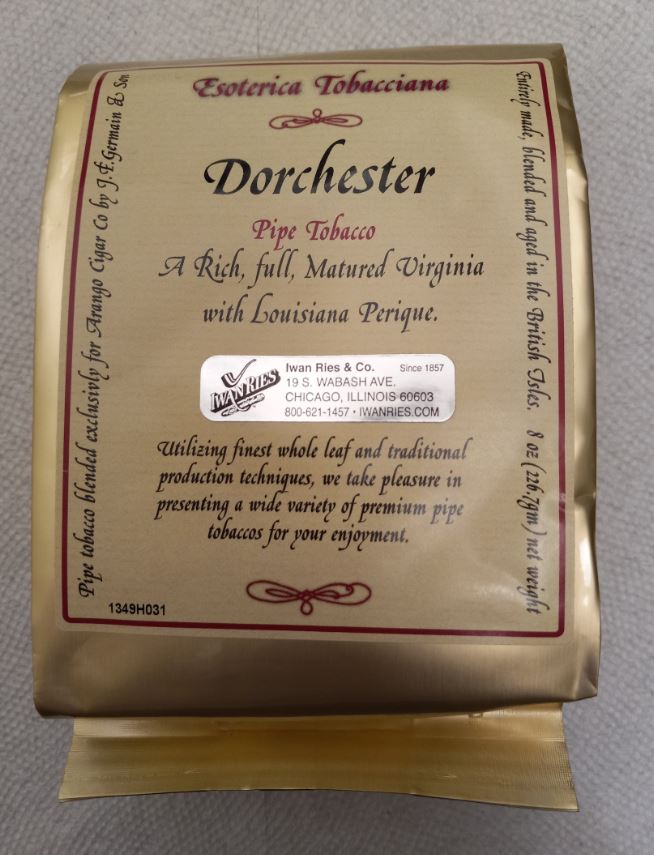 Esoterica Tobacciana
Dorchester
Pipe Tobacco
A Rich, full, Matured Virginia
with Louisiana Perique.
IWAN RIES
Iwan Ries & Co. Since 1857
19 S. WABASH AVE.
CHICAGO, ILLINOIS 60603
800-621-1457 • IWANRIES.COM
Utilizing finest whole leaf and traditional
production techniques, we take pleasure in
presenting a wide variety of premium pipe
tobaccos for your enjoyment.
1349H031
Pipe tobacco blended exclusivly for Arango Cigar Co by J.F.Germain & Son
Entirely made, blended and aged in the British Isles. 8 oz (226,7gm) net weight